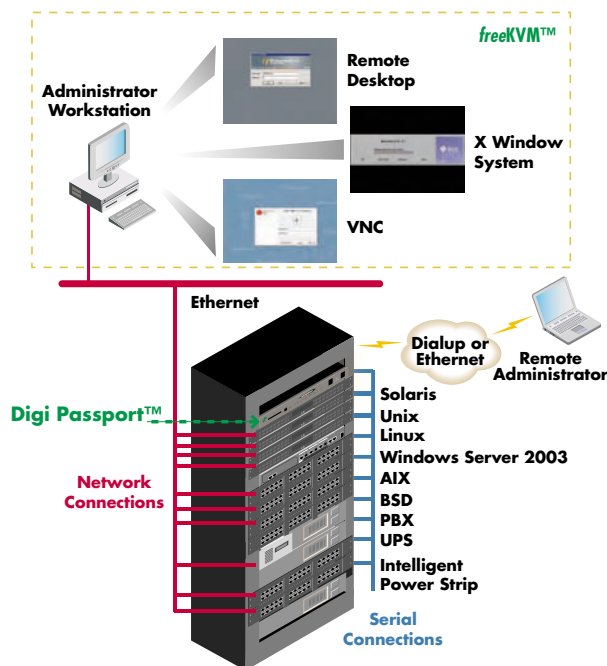 freeKVM™
Administrator
Workstation
Remote
Desktop
X Window
System
VNC
Ethernet
Dialup or
Ethernet
Remote
Administrator
Digi Passport™
Solaris
Unix
Linux
Windows Server 2003
AIX
BSD
PBX
UPS
Intelligent
Power Strip
Network
Connections
Serial
Connections